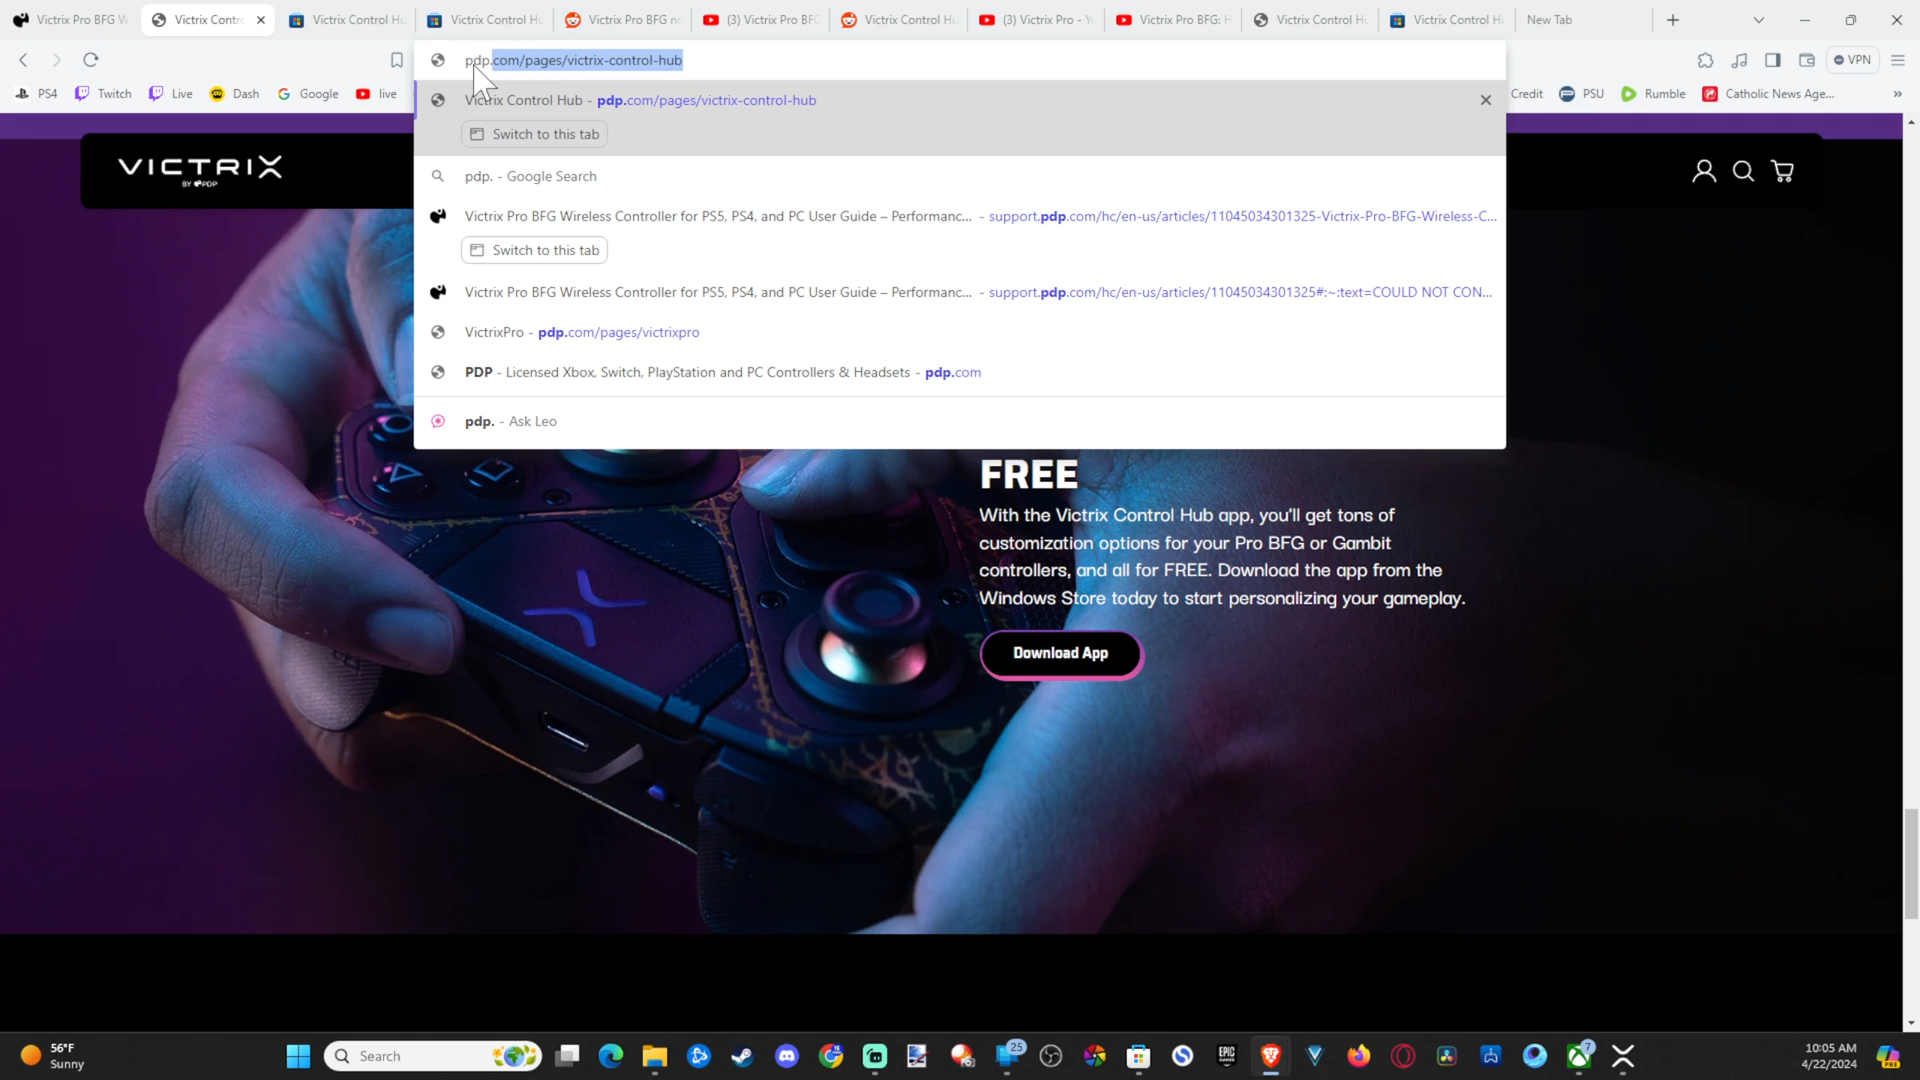 Victrix Pro BFG W
Victrix Contr
Victrix Control Hu
Victrix Control Hu
Victrix Pro BFG no
(3) Victrix Pro BFG
Victrix Control Hu
(3) Victrix Pro - Yo
Victrix Pro BFG: H
Victrix Control Hu
Victrix Control H
New Tab
pdp.com/pages/victrix-control-hub
VPN
PS4
Twitch
Live
Dash
Google
live
Credit
PSU
Rumble
Catholic News Age...
Victrix Control Hub - pdp.com/pages/victrix-control-hub
Switch to this tab
pdp. - Google Search
Victrix Pro BFG Wireless Controller for PS5, PS4, and PC User Guide – Performanc... - support.pdp.com/hc/en-us/articles/11045034301325-Victrix-Pro-BFG-Wireless-C...
Switch to this tab
Victrix Pro BFG Wireless Controller for PS5, PS4, and PC User Guide – Performanc... - support.pdp.com/hc/en-us/articles/11045034301325#:~:text=COULD NOT CON...
VictrixPro - pdp.com/pages/victrixpro
PDP - Licensed Xbox, Switch, PlayStation and PC Controllers & Headsets - pdp.com
pdp. - Ask Leo
VICTRIX
BY PDP
FREE
With the Victrix Control Hub app, you'll get tons of
customization options for your Pro BFG or Gambit
controllers, and all for FREE. Download the app from the
Windows Store today to start personalizing your gameplay.
Download App
56°F
Sunny
Search
25
EPIC
GAMES
7
10:05 AM
4/22/2024
PRE